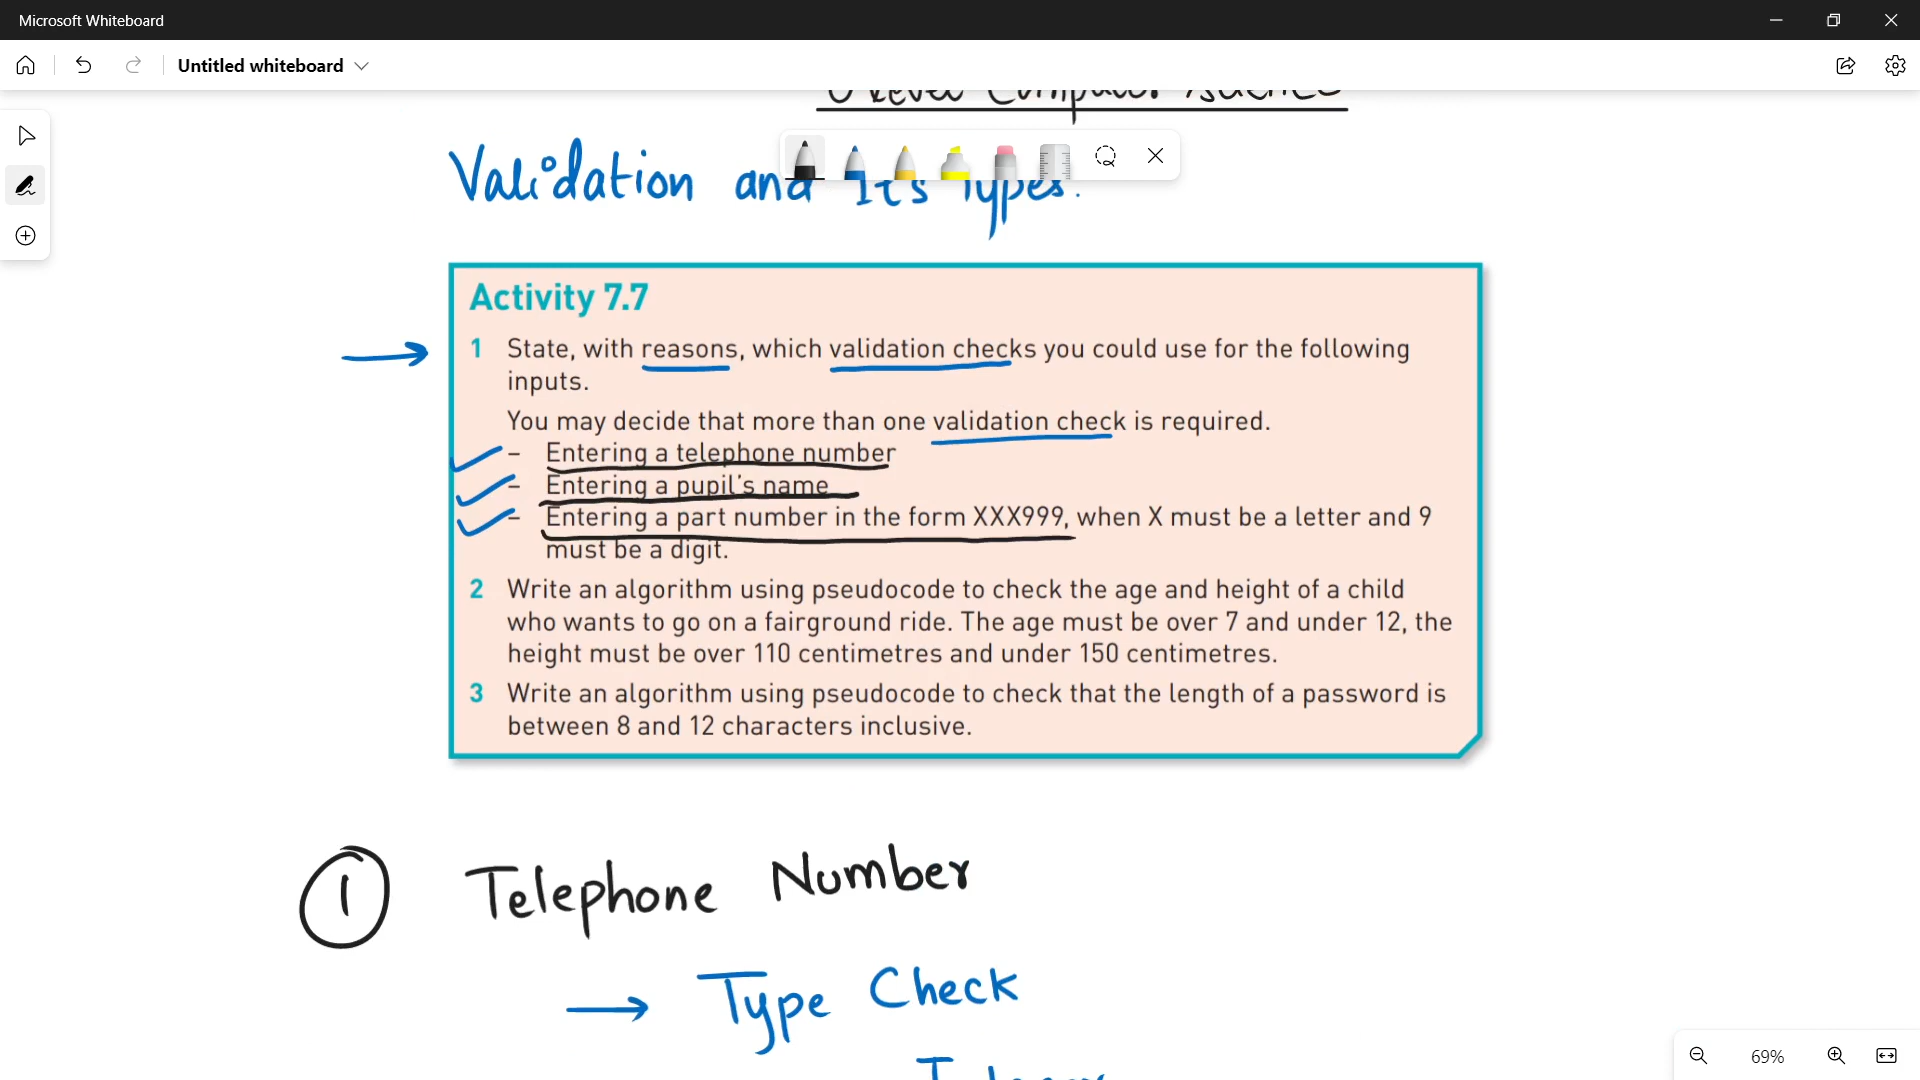 Microsoft Whiteboard
Untitled whiteboard
O Level Computer Science
Validation and It's Types.
Activity 7.7
1 State, with reasons, which validation checks you could use for the following
inputs.
You may decide that more than one validation check is required.
– Entering a telephone number
– Entering a pupil's name
– Entering a part number in the form XXX999, when X must be a letter and 9
must be a digit.
2 Write an algorithm using pseudocode to check the age and height of a child
who wants to go on a fairground ride. The age must be over 7 and under 12, the
height must be over 110 centimetres and under 150 centimetres.
3 Write an algorithm using pseudocode to check that the length of a password is
between 8 and 12 characters inclusive.
1 Telephone Number
→ Type Check
69%